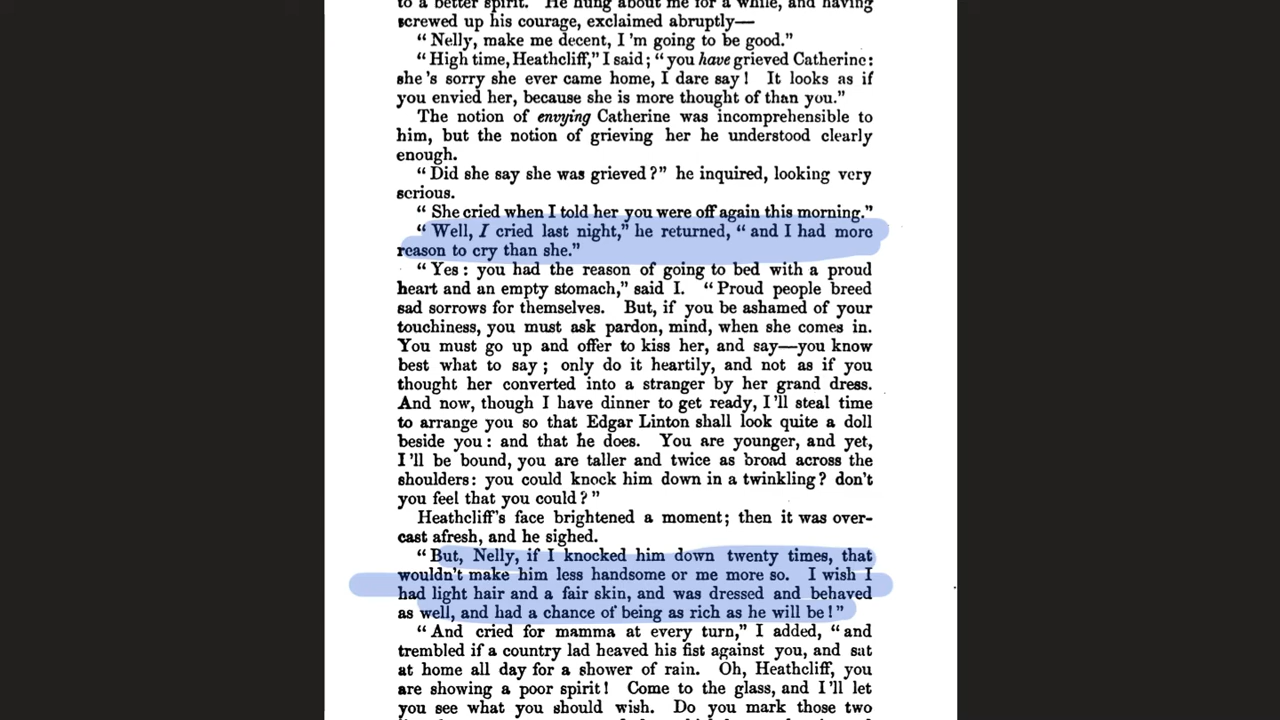 to a better spirit. He hung about me for a while, and having
screwed up his courage, exclaimed abruptly—
“Nelly, make me decent, I'm going to be good.”
“High time, Heathcliff,” I said; “you have grieved Catherine:
she's sorry she ever came home, I dare say! It looks as if
you envied her, because she is more thought of than you.”
The notion of envying Catherine was incomprehensible to
him, but the notion of grieving her he understood clearly
enough.
“Did she say she was grieved?” he inquired, looking very
serious.
“She cried when I told her you were off again this morning.”
“Well, I cried last night,” he returned, “and I had more
reason to cry than she.”
“Yes: you had the reason of going to bed with a proud
heart and an empty stomach,” said I. “Proud people breed
sad sorrows for themselves. But, if you be ashamed of your
touchiness, you must ask pardon, mind, when she comes in.
You must go up and offer to kiss her, and say—you know
best what to say; only do it heartily, and not as if you
thought her converted into a stranger by her grand dress.
And now, though I have dinner to get ready, I'll steal time
to arrange you so that Edgar Linton shall look quite a doll
beside you: and that he does. You are younger, and yet,
I'll be bound, you are taller and twice as broad across the
shoulders: you could knock him down in a twinkling? don't
you feel that you could?”
Heathcliff's face brightened a moment; then it was over-
cast afresh, and he sighed.
“But, Nelly, if I knocked him down twenty times, that
wouldn't make him less handsome or me more so. I wish I
had light hair and a fair skin, and was dressed and behaved
as well, and had a chance of being as rich as he will be!”
“And cried for mamma at every turn,” I added, “and
trembled if a country lad heaved his fist against you, and sat
at home all day for a shower of rain. Oh, Heathcliff, you
are showing a poor spirit! Come to the glass, and I'll let
you see what you should wish. Do you mark those two